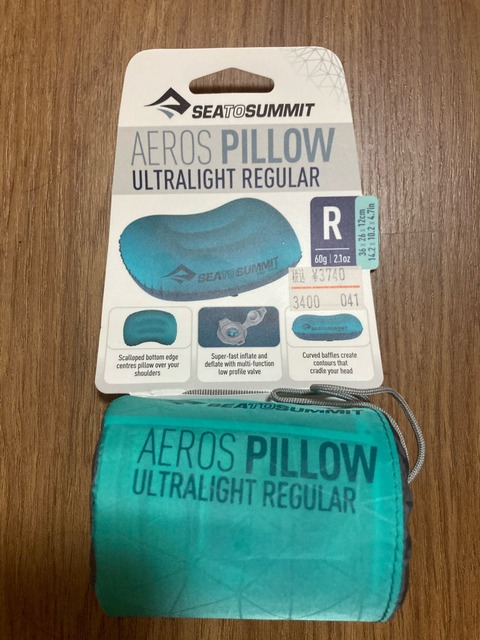 SEATOSUMMIT
AEROS PILLOW
ULTRALIGHT REGULAR
R
60g | 2.1oz
36 x 26 x 12cm
14.2 x 10.2 x 4.7in
SEATOSUMMIT
¥3740
3400 041
Scalloped bottom edge
centres pillow over your
shoulders
Super-fast inflate and
deflate with multi-function
low profile valve
Curved baffles create
contours that
cradle your head
SEATOSUMMIT
AEROS PILLOW
ULTRALIGHT REGULAR